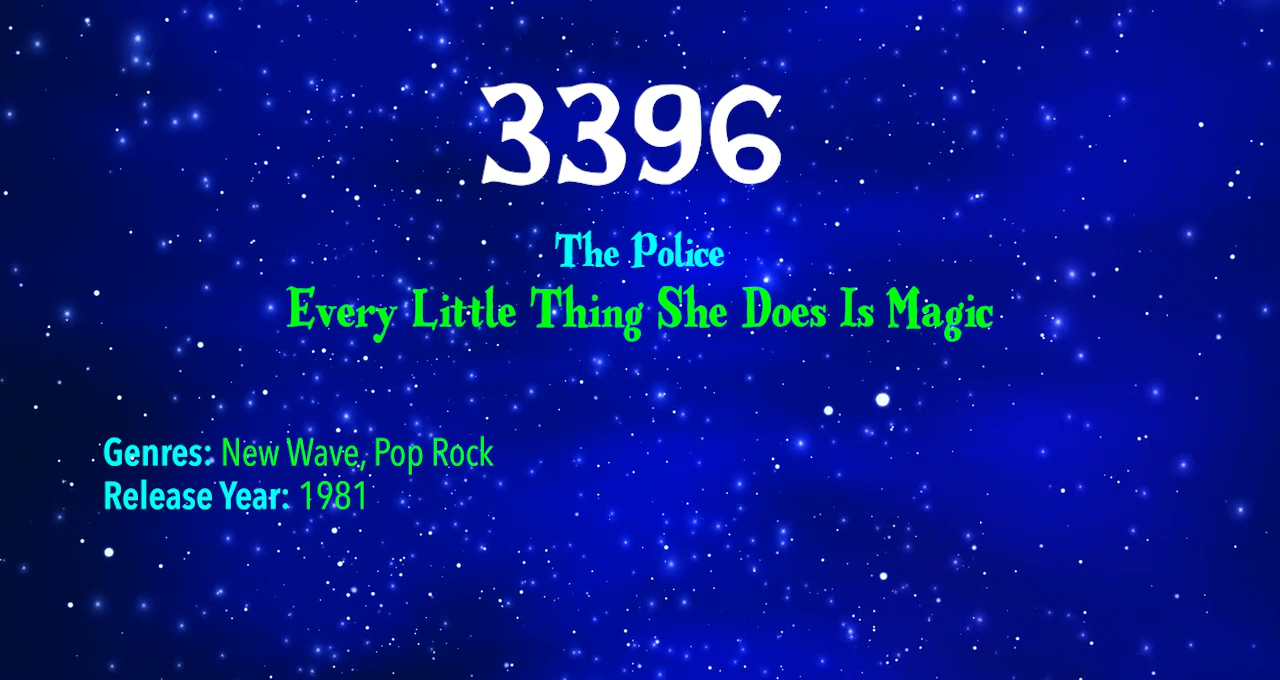 3396
The Police
Every Little Thing She Does Is Magic
Genres: New Wave, Pop Rock
Release Year: 1981